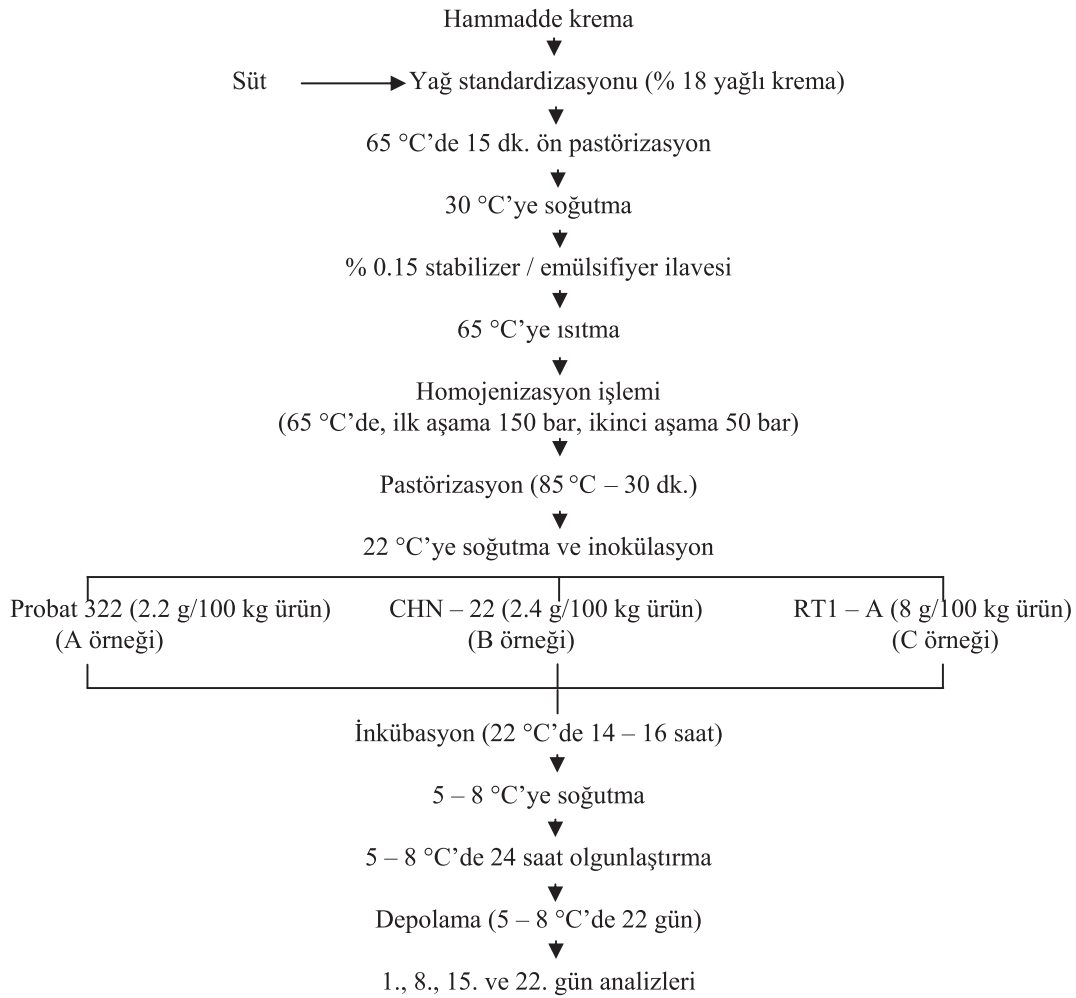 Hammadde krema
Süt
Yağ standardizasyonu (% 18 yağlı krema)
65 °C’de 15 dk. ön pastörizasyon
30 °C’ye soğutma
% 0.15 stabilizer / emülsifiyer ilavesi
65 °C’ye ısıtma
Homojenizasyon işlemi
(65 °C’de, ilk aşama 150 bar, ikinci aşama 50 bar)
Pastörizasyon (85 °C – 30 dk.)
22 °C’ye soğutma ve inokülasyon
Probat 322 (2.2 g/100 kg ürün)
(A örneği)
CHN – 22 (2.4 g/100 kg ürün)
(B örneği)
RT1 – A (8 g/100 kg ürün)
(C örneği)
İnkübasyon (22 °C’de 14 – 16 saat)
5 – 8 °C’ye soğutma
5 – 8 °C’de 24 saat olgunlaştırma
Depolama (5 – 8 °C’de 22 gün)
1., 8., 15. ve 22. gün analizleri